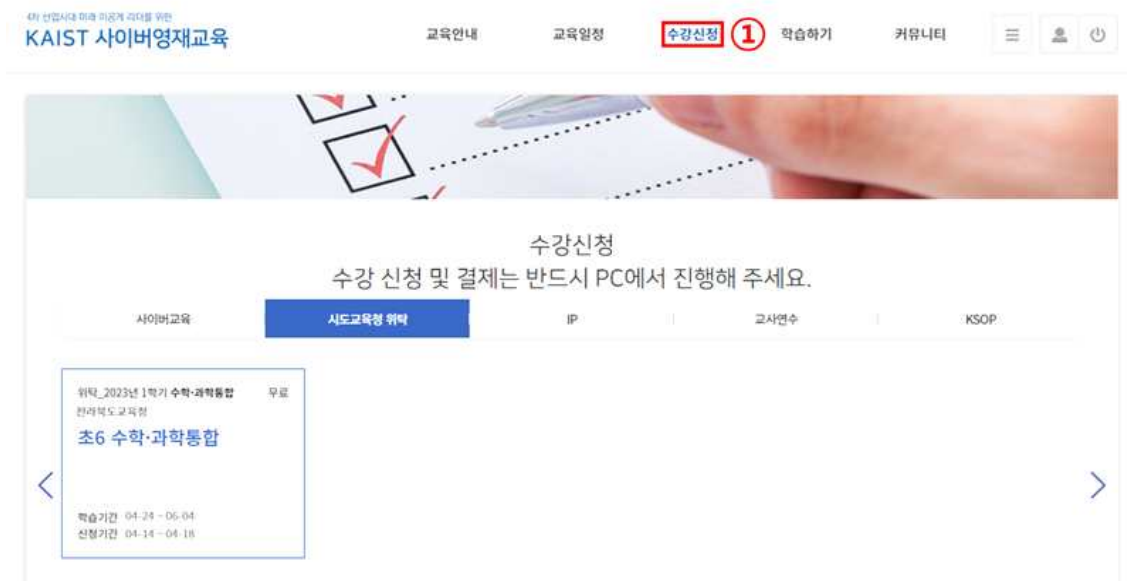 4차 산업시대 미래 이공계 리더를 위한
KAIST 사이버영재교육
교육안내 교육일정 수강신청 ① 학습하기 커뮤니티
수강신청
수강 신청 및 결제는 반드시 PC에서 진행해 주세요.
사이버교육 시도교육청 위탁 IP 교사연수 KSOP
위탁_2023년 1학기 수학·과학통합 무료
전라북도교육청
초6 수학·과학통합
학습기간 04-24 ~ 06-04
신청기간 04-14 ~ 04-18